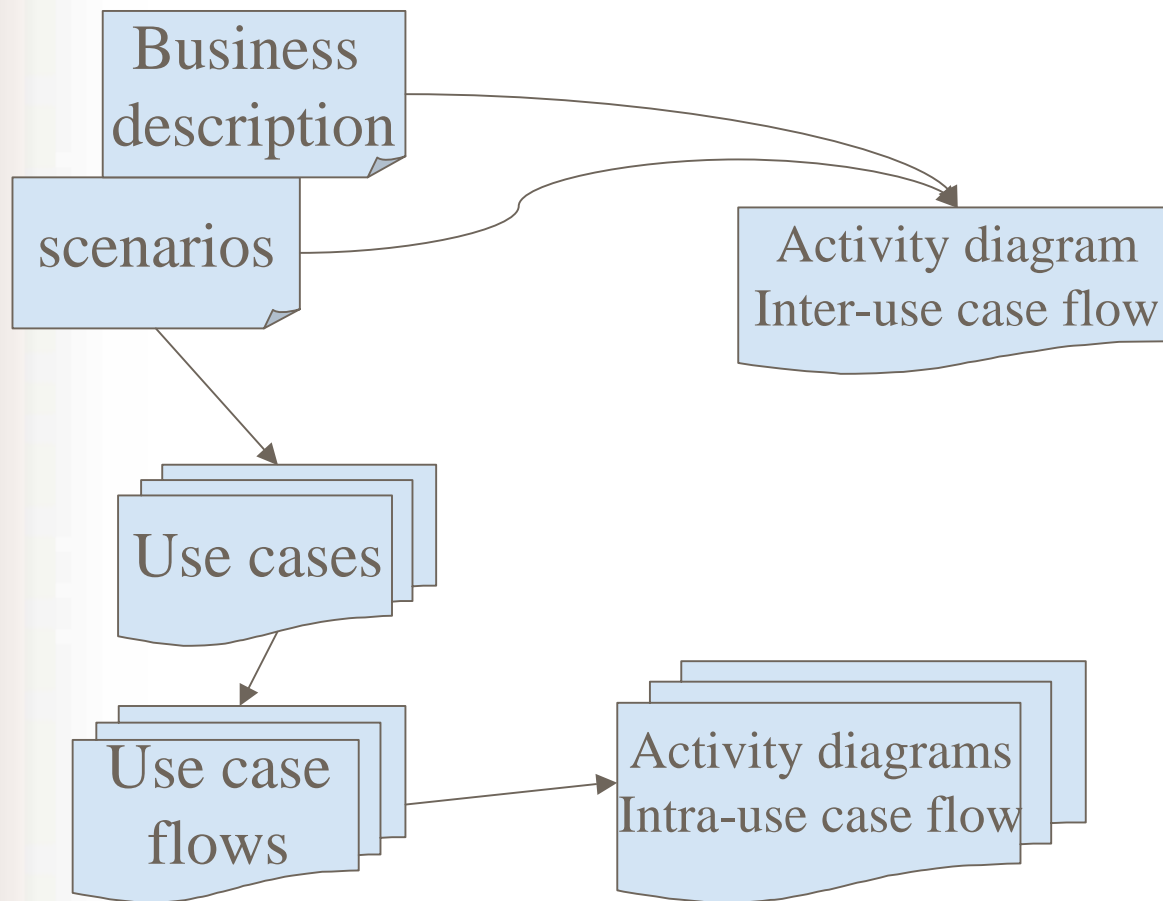 Business
description
scenarios
Activity diagram
Inter-use case flow
Use cases
Use case
flows
Activity diagrams
Intra-use case flow